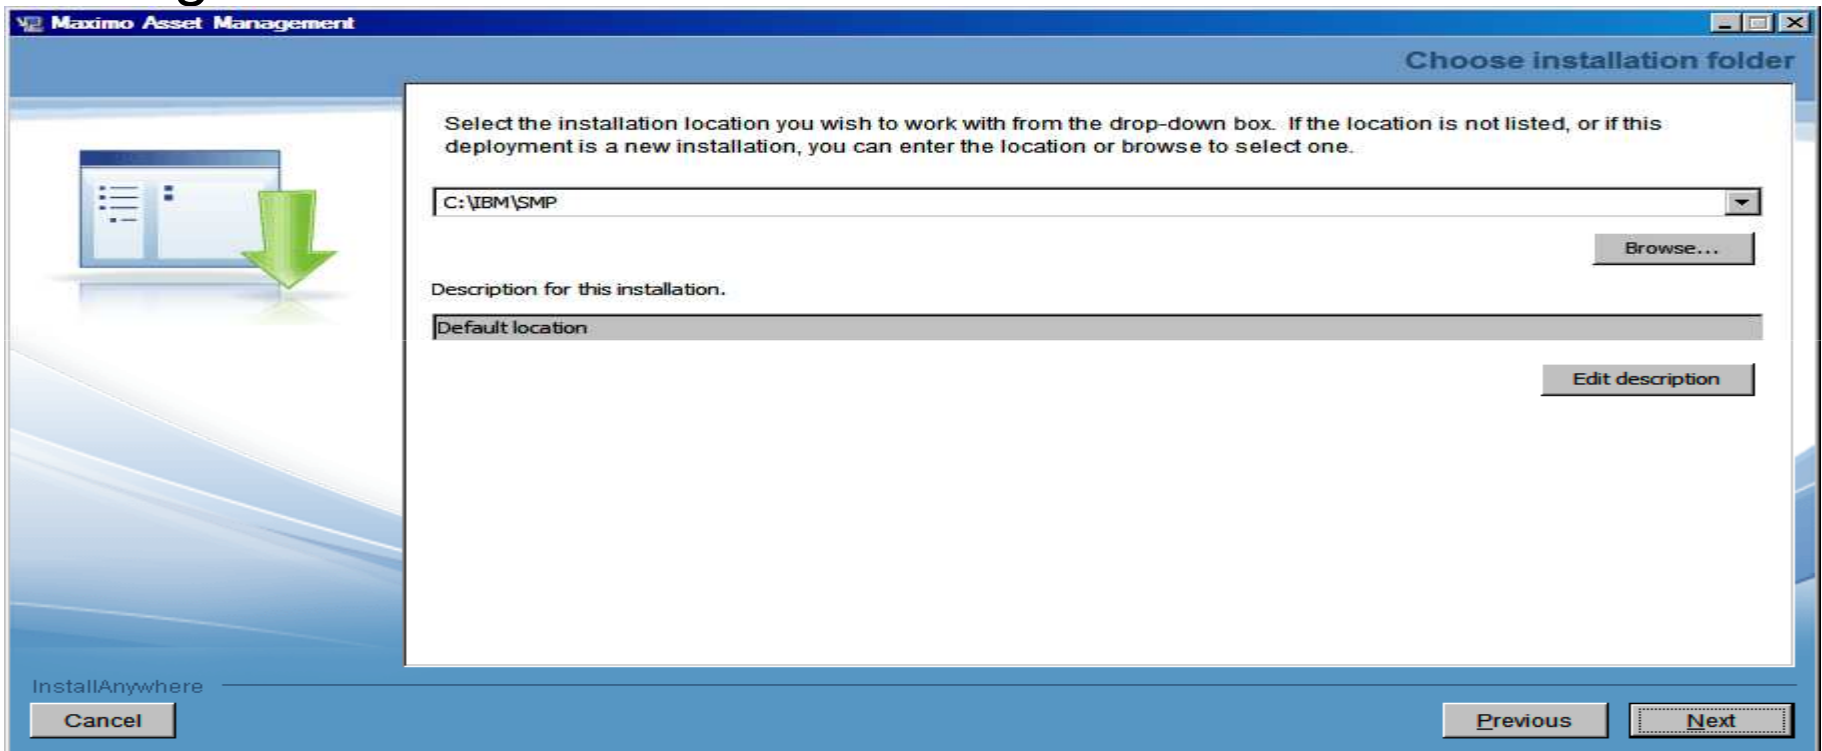 Maximo Asset Management
Choose installation folder
Select the installation location you wish to work with from the drop-down box. If the location is not listed, or if this
deployment is a new installation, you can enter the location or browse to select one.
C:\IBM\SMP
Browse...
Description for this installation.
Default location
Edit description
InstallAnywhere
Cancel
Previous
Next